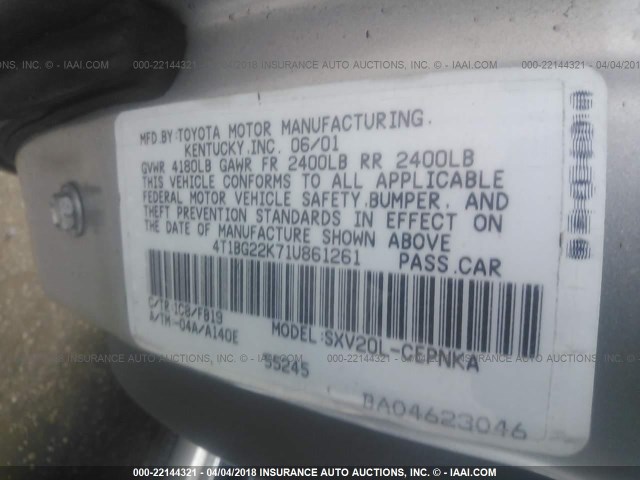 AUCTIONS, INC. - IAAI.COM 000-22144321 04/04/2018 INSURANCE AUTO AUCTIONS, INC. - IAAI.COM 000-22144321 04/04
MFD.BY:TOYOTA MOTOR MANUFACTURING.
KENTUCKY.INC. 06/01
GVWR 4180LB GAWR FR 2400LB RR 2400LB
THIS VEHICLE CONFORMS TO ALL APPLICABLE
FEDERAL MOTOR VEHICLE SAFETY.BUMPER. AND
THEFT PREVENTION STANDARDS IN EFFECT ON
THE DATE OF MANUFACTURE SHOWN ABOVE
4T1BG22K71U861261 PASS.CAR
C/TR:1C8/FB19
A/TM-04A/A140E
MODEL:SXV20L-CEPNKA
55245
BA04623046
000-22144321 / 04/04/2018 INSURANCE AUTO AUCTIONS, INC. - IAAI.COM